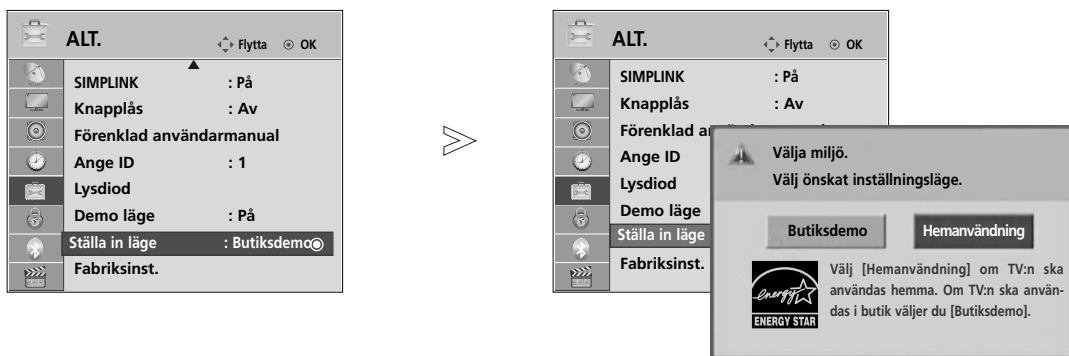 ALT.
Flytta OK
SIMPLINK : På
Knapplås : Av
Förenklad användarmanual
Ange ID : 1
Lysdiod
Demo läge : På
Ställa in läge : Butiksdemo
Fabriksinst.
ALT.
Flytta OK
SIMPLINK : På
Knapplås : Av
Förenklad
Ange ID
Lysdiod
Demo läge
Ställa in läge
Fabriksinst.
Välja miljö.
Välj önskat inställningsläge.
Butiksdemo
Hemanvändning
energy
ENERGY STAR
Välj [Hemanvändning] om TV:n ska
användas hemma. Om TV:n ska använ-
das i butik väljer du [Butiksdemo].